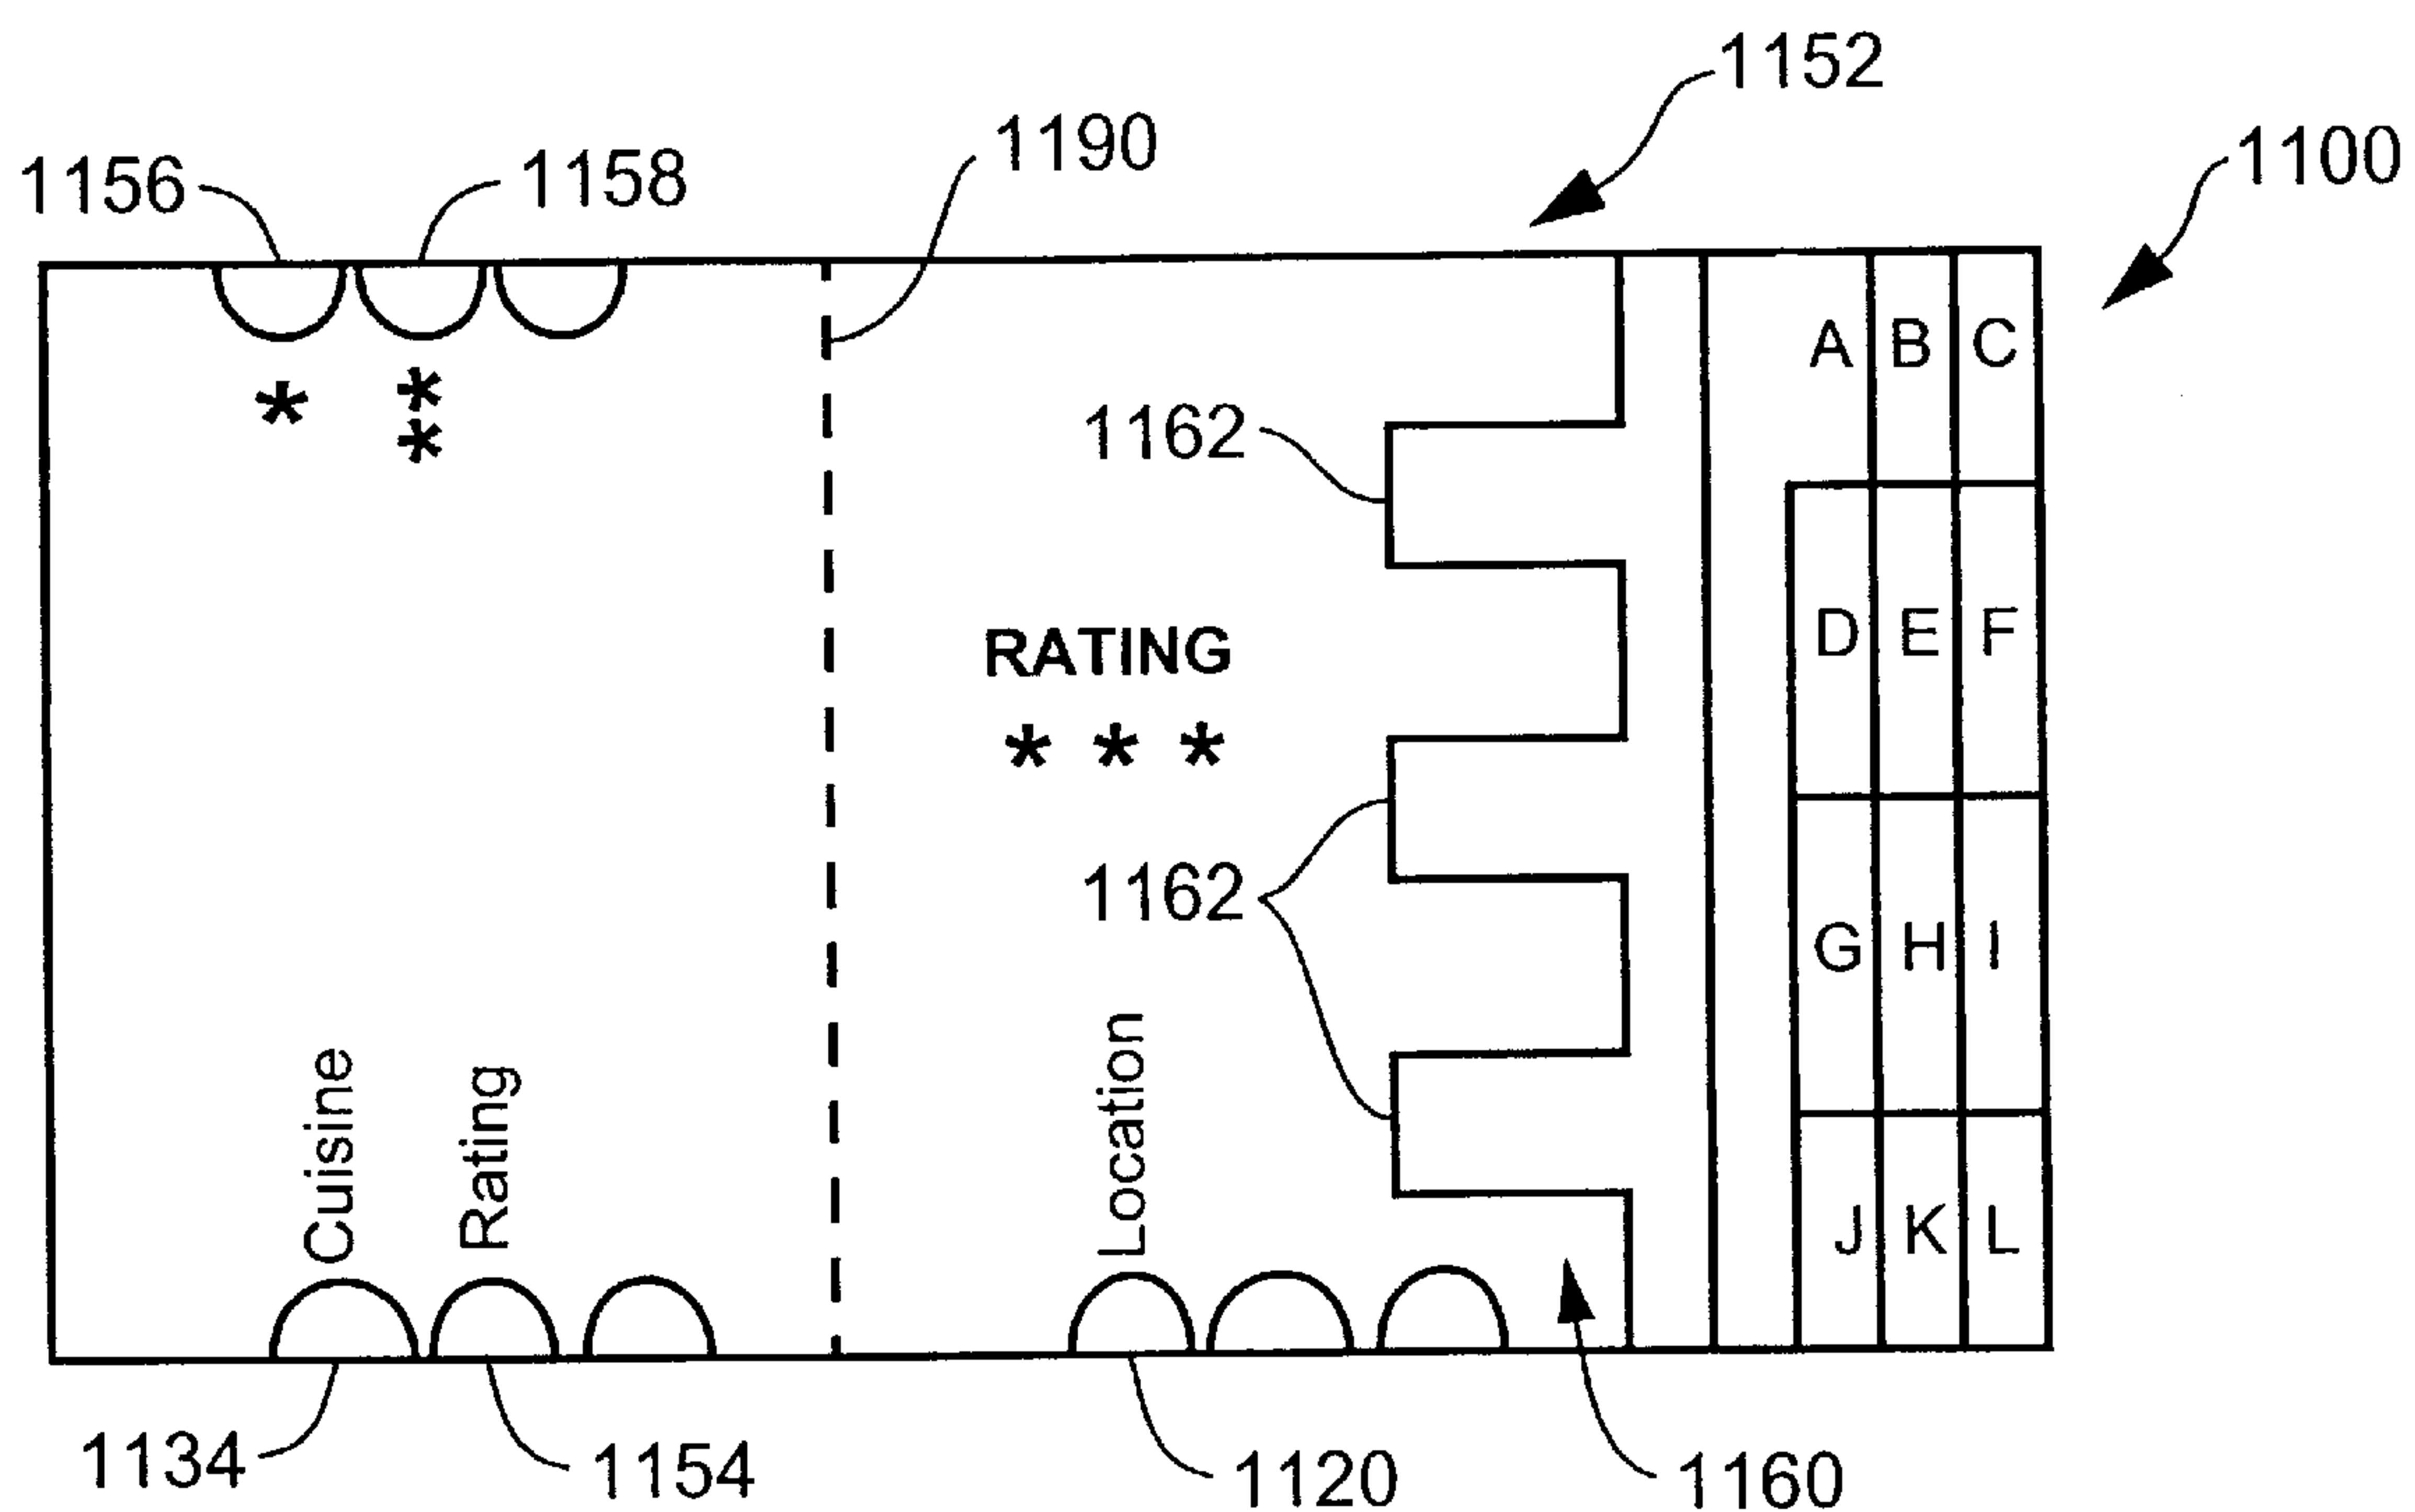 1152
1190
1100
1156
1158
A B C
*
*
*
1162
RATING
* * *
D E F
1162
G H I
Cuisine
Rating
Location
J K L
1134
1154
1120
1160